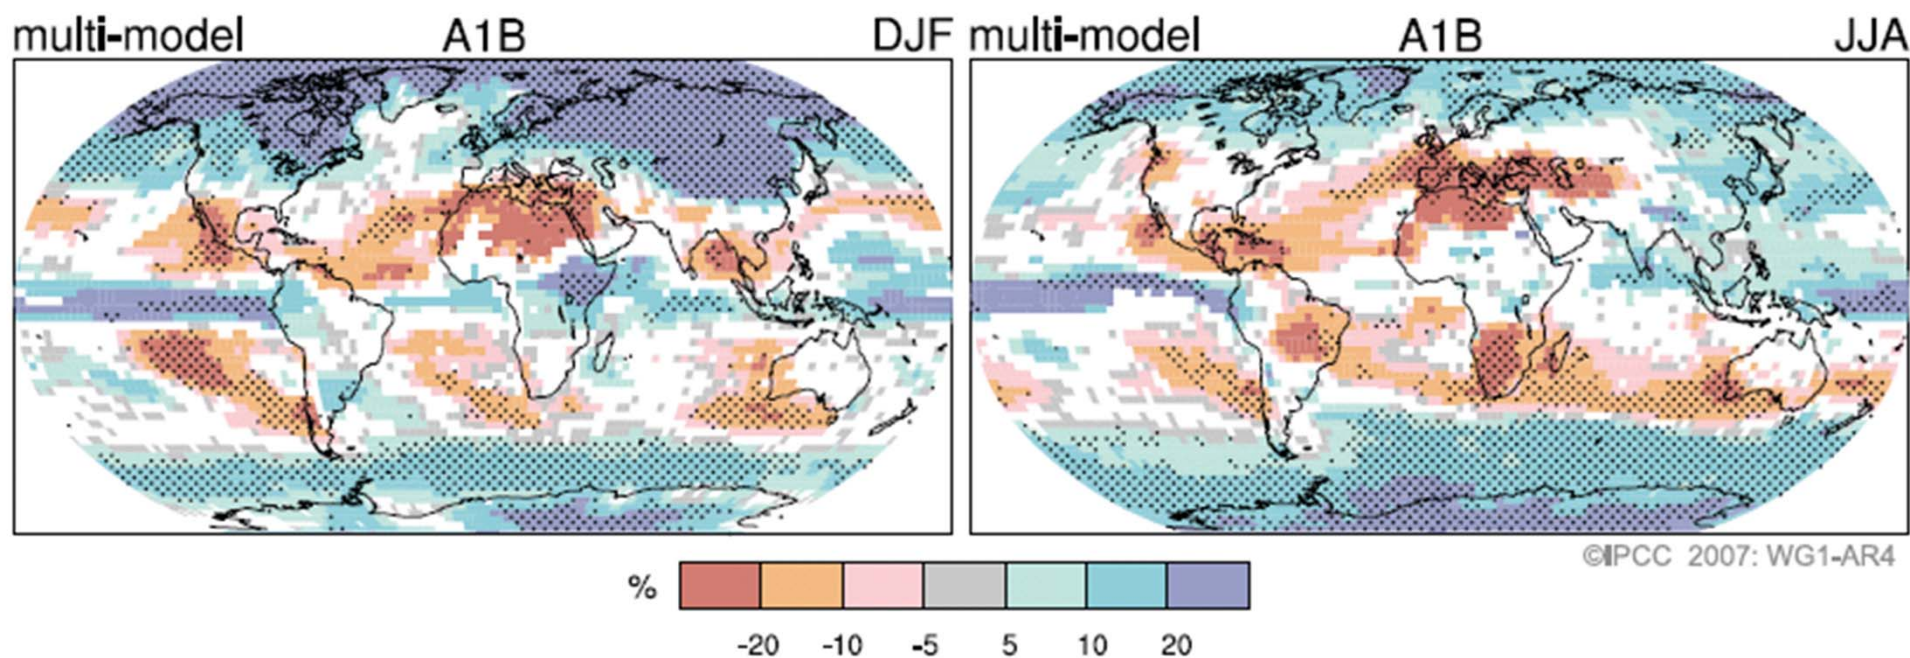 multi-model A1B DJF multi-model A1B JJA
©IPCC 2007: WG1-AR4
%
-20 -10 -5 5 10 20